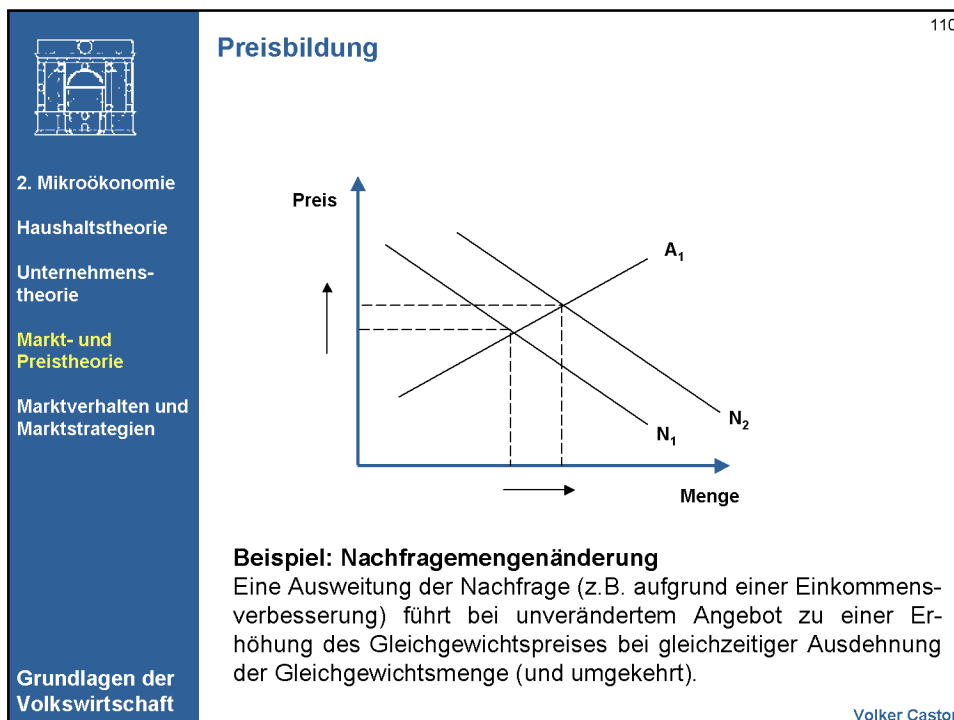 110
Preisbildung
2. Mikroökonomie
Haushaltstheorie
Unternehmens-
theorie
Markt- und
Preistheorie
Marktverhalten und
Marktstrategien
Grundlagen der
Volkswirtschaft
Preis
A1
N2
N1
Menge
Beispiel: Nachfragemengenänderung
Eine Ausweitung der Nachfrage (z.B. aufgrund einer Einkommens-
verbesserung) führt bei unverändertem Angebot zu einer Er-
höhung des Gleichgewichtspreises bei gleichzeitiger Ausdehnung
der Gleichgewichtsmenge (und umgekehrt).
Volker Castor